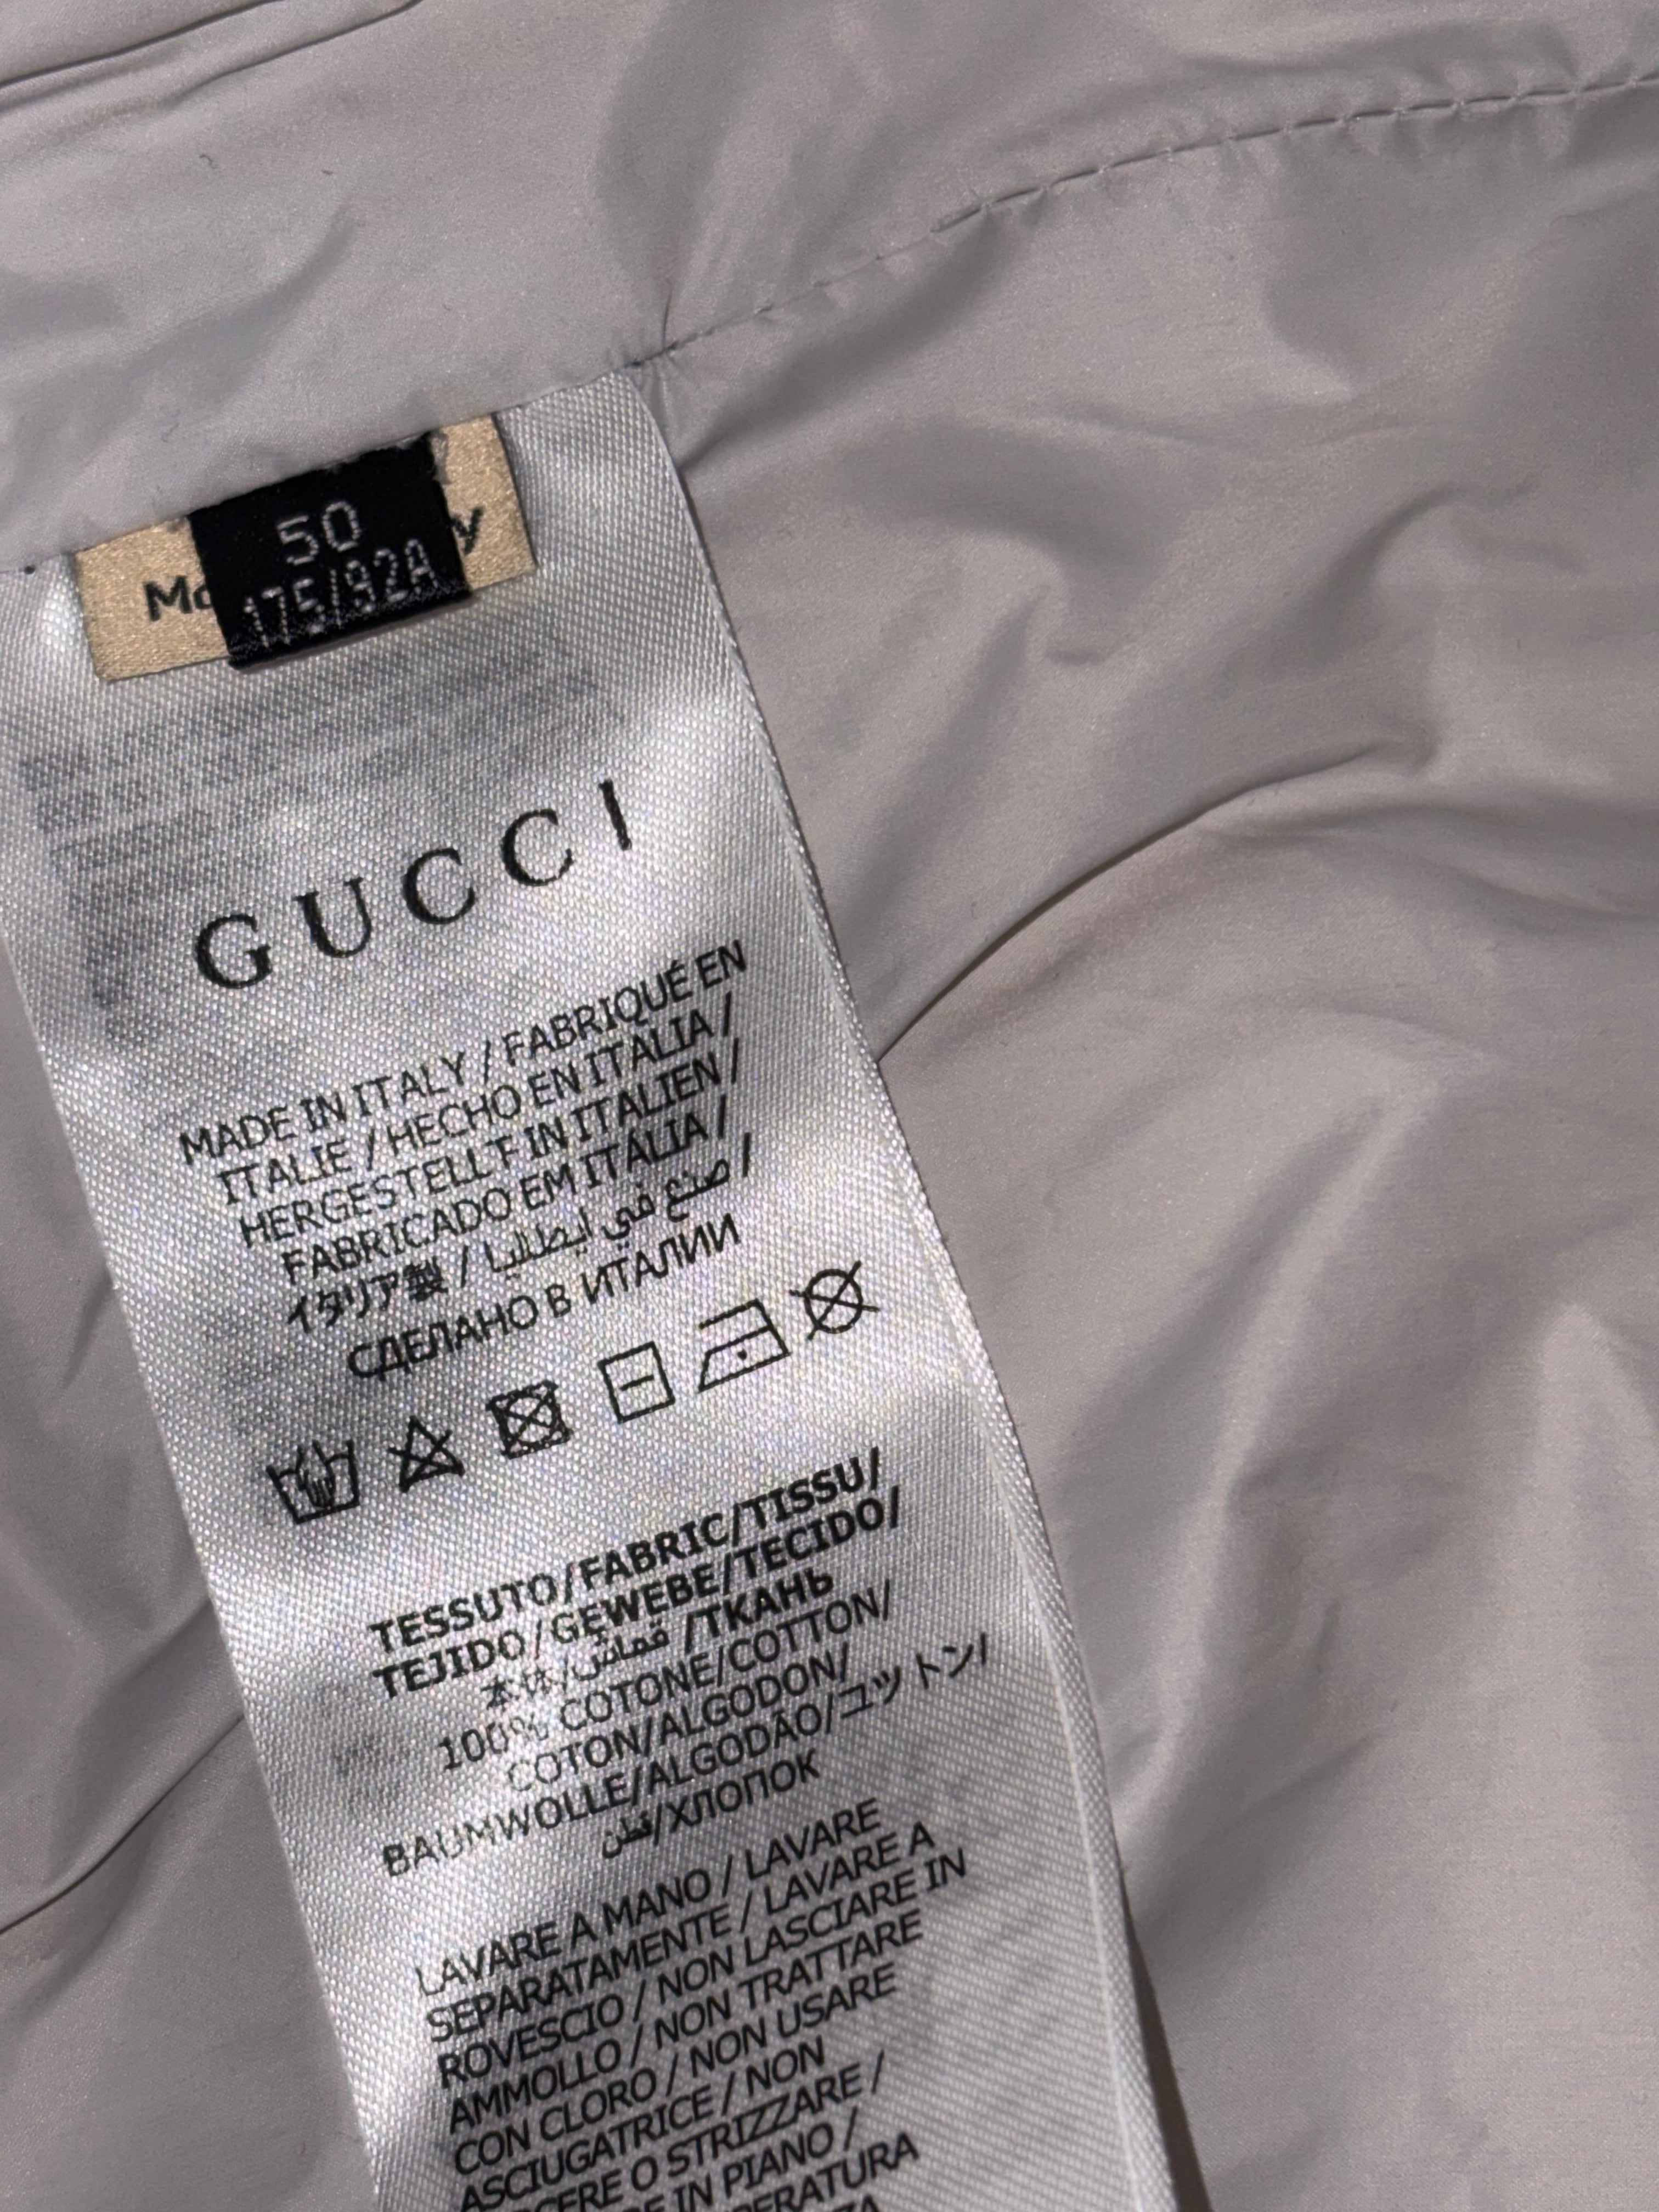 50
175/92A
GUCCI
MADE IN ITALY / FABRIQUÉ EN
ITALIE / HECHO EN ITALIA /
HERGESTELLT IN ITALIEN /
FABRICADO EM ITÁLIA /
イタリア製 / صنع في ايطاليا /
СДЕЛАНО В ИТАЛИИ
TESSUTO/FABRIC/TISSU/
TEJIDO/GEWEBE/TECIDO/
本体/قماش/ТКАНЬ
100% COTONE/COTTON/
COTON/ALGODON/
BAUMWOLLE/ALGODÃO/コットン/
قطن/ХЛОПОК
LAVARE A MANO / LAVARE
SEPARATAMENTE / LAVARE A
ROVESCIO / NON LASCIARE IN
AMMOLLO / NON TRATTARE
CON CLORO / NON USARE
ASCIUGATRICE / NON
O STRIZZARE /
IN PIANO /